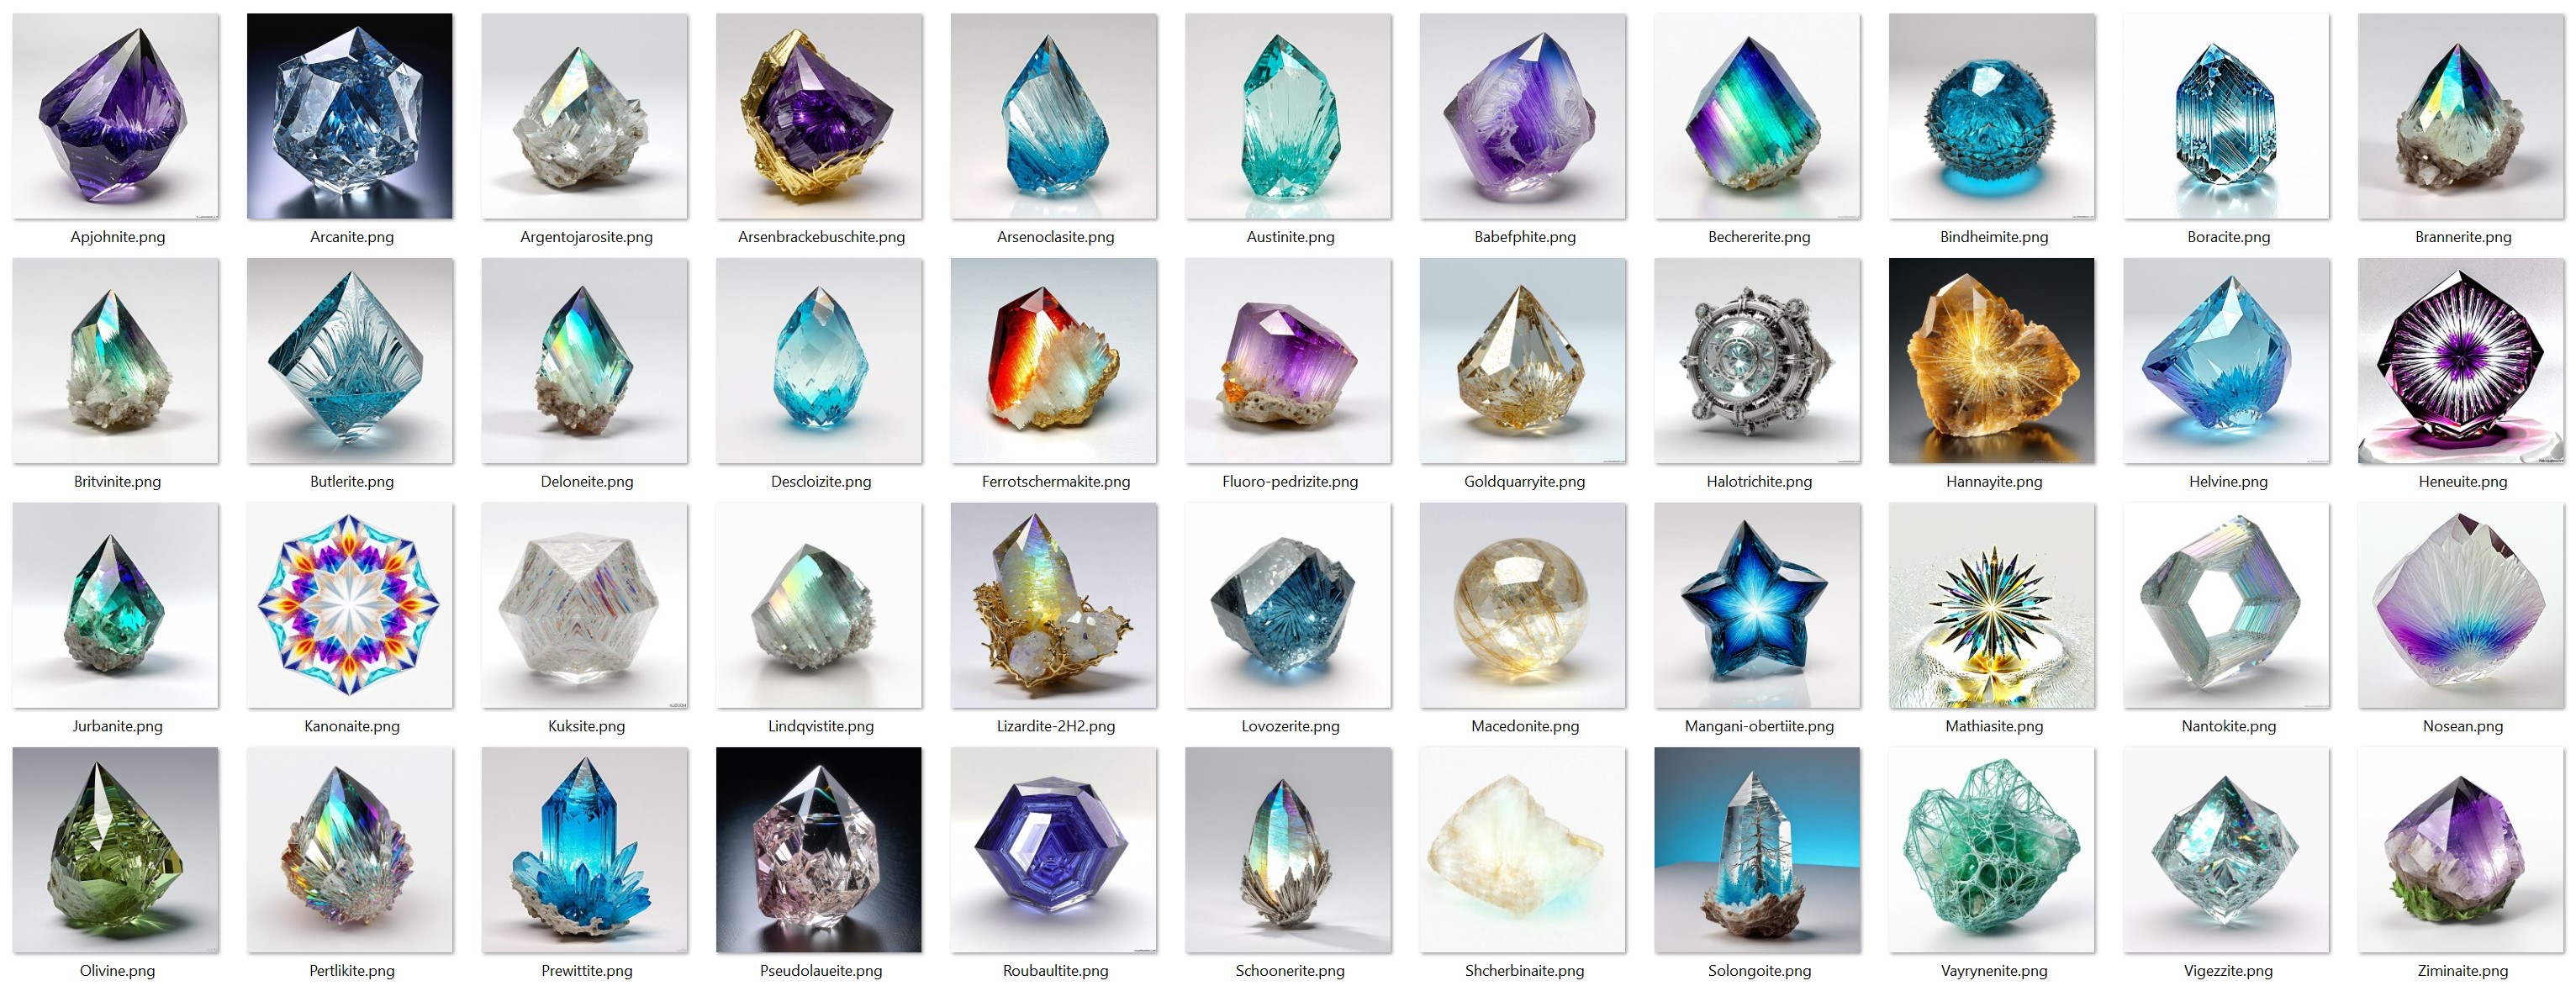 Apjohnite.png
Arcanite.png
Argentojarosite.png
Arsenbrackebuschite.png
Arsenoclasite.png
Austinite.png
Babefphite.png
Bechererite.png
Bindheimite.png
Boracite.png
Brannerite.png
Britvinite.png
Butlerite.png
Deloneite.png
Descloizite.png
Ferrotschermakite.png
Fluoro-pedrizite.png
Goldquarryite.png
Halotrichite.png
Hannayite.png
Helvine.png
Heneuite.png
Jurbanite.png
Kanonaite.png
Kuksite.png
Lindqvistite.png
Lizardite-2H2.png
Lovozerite.png
Macedonite.png
Mangani-obertiite.png
Mathiasite.png
Nantokite.png
Nosean.png
Olivine.png
Pertlikite.png
Prewittite.png
Pseudolaueite.png
Roubaultite.png
Schoonerite.png
Shcherbinaite.png
Solongoite.png
Vayrynenite.png
Vigezzite.png
Ziminaite.png